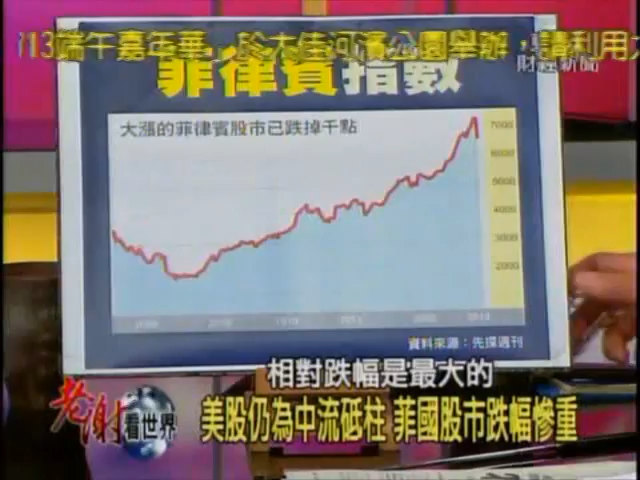 13端午嘉年華」於大佳河濱公園舉辦，請利用大
財經新聞
菲律賓指數
大漲的菲律賓股市已跌掉千點
7000
6000
5000
4000
3000
2000
資料來源：先探週刊
相對跌幅是最大的
老謝看世界
美股仍為中流砥柱 菲國股市跌幅慘重